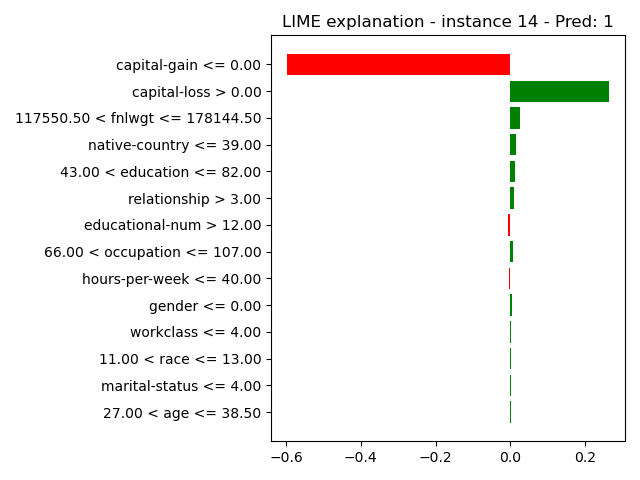 LIME explanation - instance 14 - Pred: 1
capital-gain <= 0.00
capital-loss > 0.00
117550.50 < fnlwgt <= 178144.50
native-country <= 39.00
43.00 < education <= 82.00
relationship > 3.00
educational-num > 12.00
66.00 < occupation <= 107.00
hours-per-week <= 40.00
gender <= 0.00
workclass <= 4.00
11.00 < race <= 13.00
marital-status <= 4.00
27.00 < age <= 38.50
−0.6 −0.4 −0.2 0.0 0.2